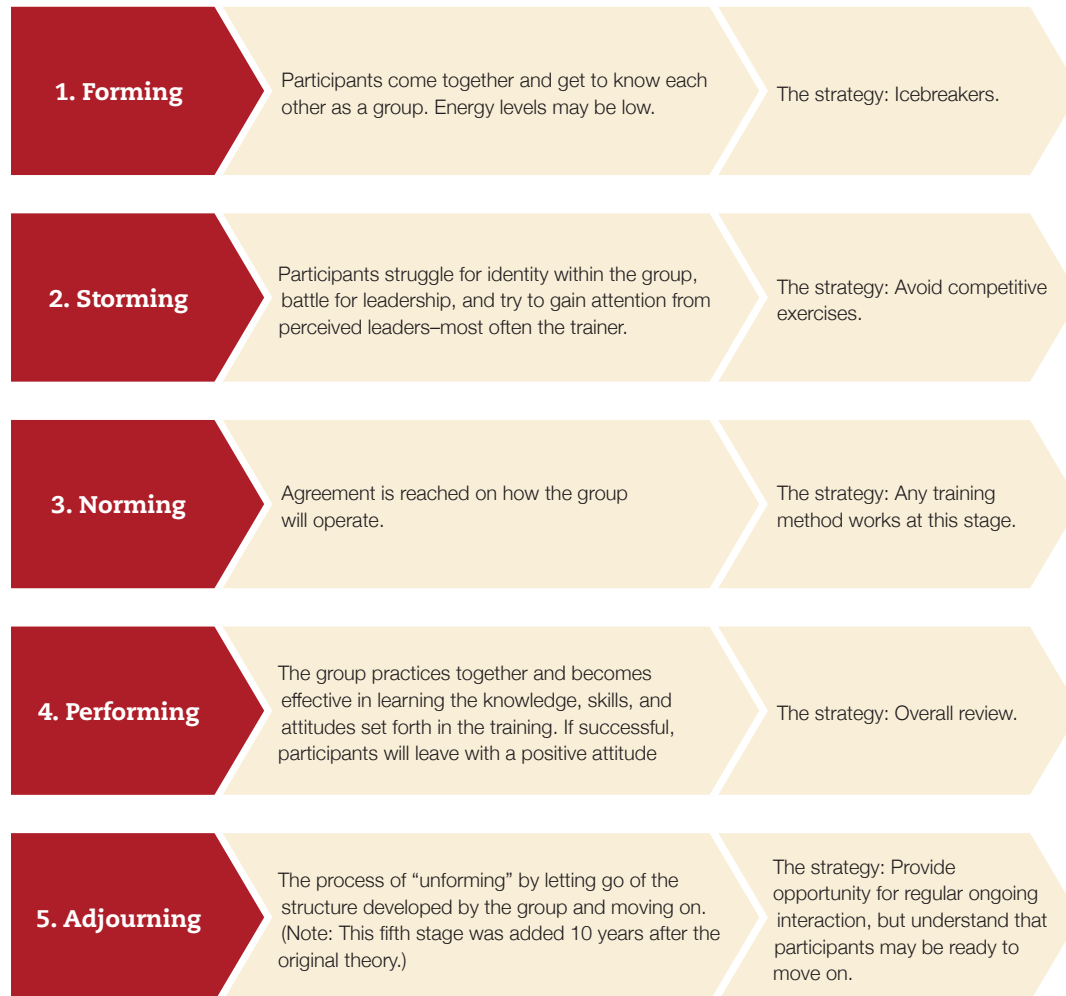 1. Forming
Participants come together and get to know each
other as a group. Energy levels may be low.
The strategy: Icebreakers.
2. Storming
Participants struggle for identity within the group,
battle for leadership, and try to gain attention from
perceived leaders–most often the trainer.
The strategy: Avoid competitive
exercises.
3. Norming
Agreement is reached on how the group
will operate.
The strategy: Any training
method works at this stage.
4. Performing
The group practices together and becomes
effective in learning the knowledge, skills, and
attitudes set forth in the training. If successful,
participants will leave with a positive attitude
The strategy: Overall review.
5. Adjourning
The process of “unforming” by letting go of the
structure developed by the group and moving on.
(Note: This fifth stage was added 10 years after the
original theory.)
The strategy: Provide
opportunity for regular ongoing
interaction, but understand that
participants may be ready to
move on.